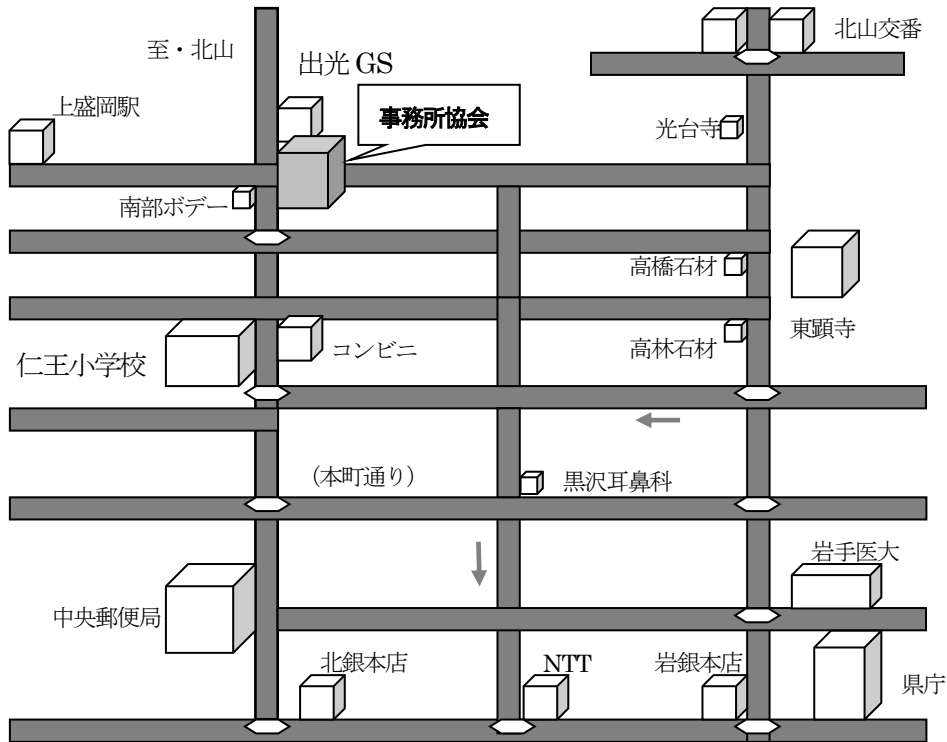 北山交番
至・北山
出光 GS
上盛岡駅
事務所協会
光台寺
南部ボデー
高橋石材
東顕寺
コンビニ
高林石材
仁王小学校
(本町通り)
黒沢耳鼻科
岩手医大
中央郵便局
北銀本店
NTT
岩銀本店
県庁